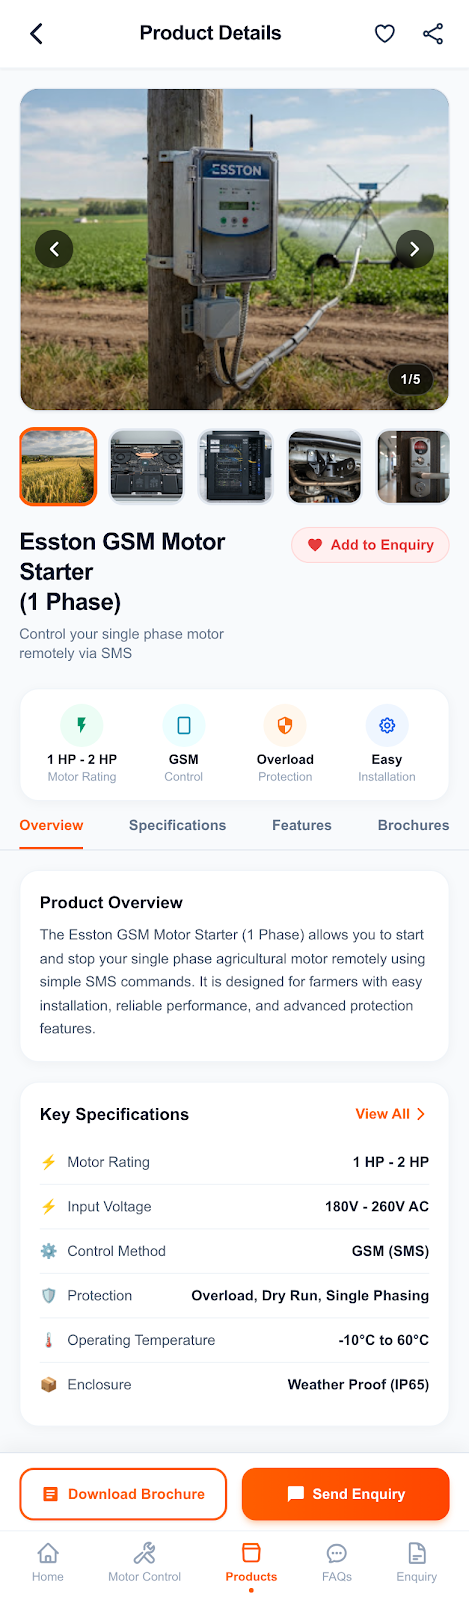 Product Details
ESSTON
1/5
Esston GSM Motor
Starter
(1 Phase)
Add to Enquiry
Control your single phase motor
remotely via SMS
1 HP - 2 HP
Motor Rating
GSM
Control
Overload
Protection
Easy
Installation
Overview
Specifications
Features
Brochures
Product Overview
The Esston GSM Motor Starter (1 Phase) allows you to start
and stop your single phase agricultural motor remotely using
simple SMS commands. It is designed for farmers with easy
installation, reliable performance, and advanced protection
features.
Key Specifications
View All
Motor Rating
1 HP - 2 HP
Input Voltage
180V - 260V AC
Control Method
GSM (SMS)
Protection
Overload, Dry Run, Single Phasing
Operating Temperature
-10°C to 60°C
Enclosure
Weather Proof (IP65)
Download Brochure
Send Enquiry
Home
Motor Control
Products
FAQs
Enquiry